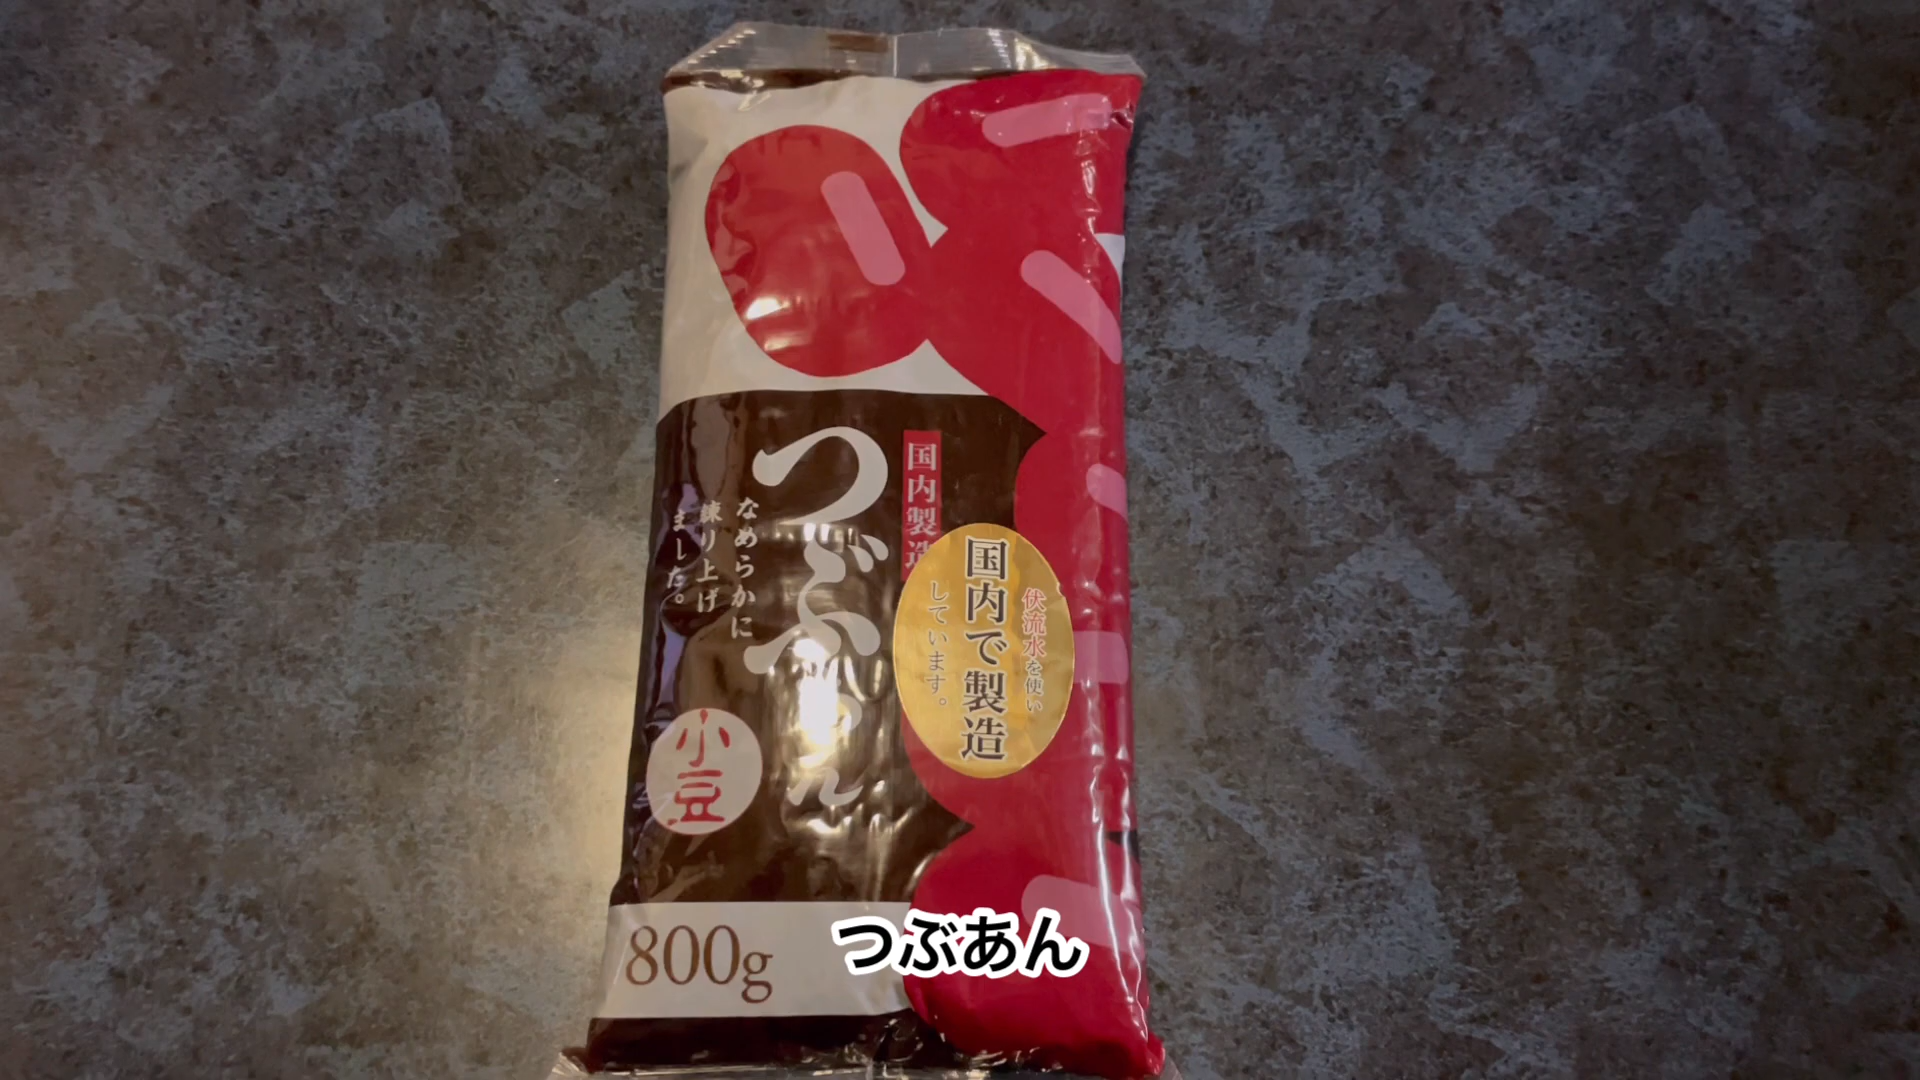 国内製造
つぶあん
なめらかに
練り上げ
ました。
伏流水を使い
国内で製造
しています。
小豆
800g
つぶあん